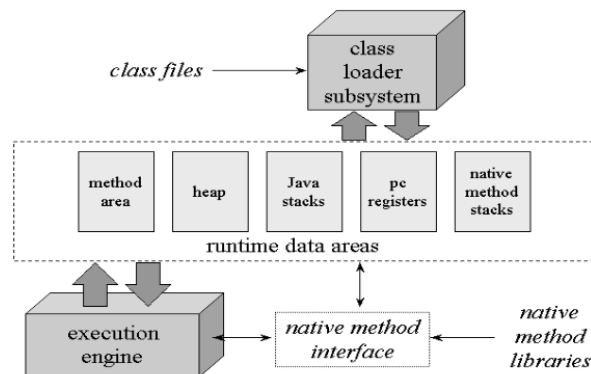 class
loader
subsystem
class files
method
area
heap
Java
stacks
pc
registers
native
method
stacks
runtime data areas
execution
engine
native method
interface
native
method
libraries